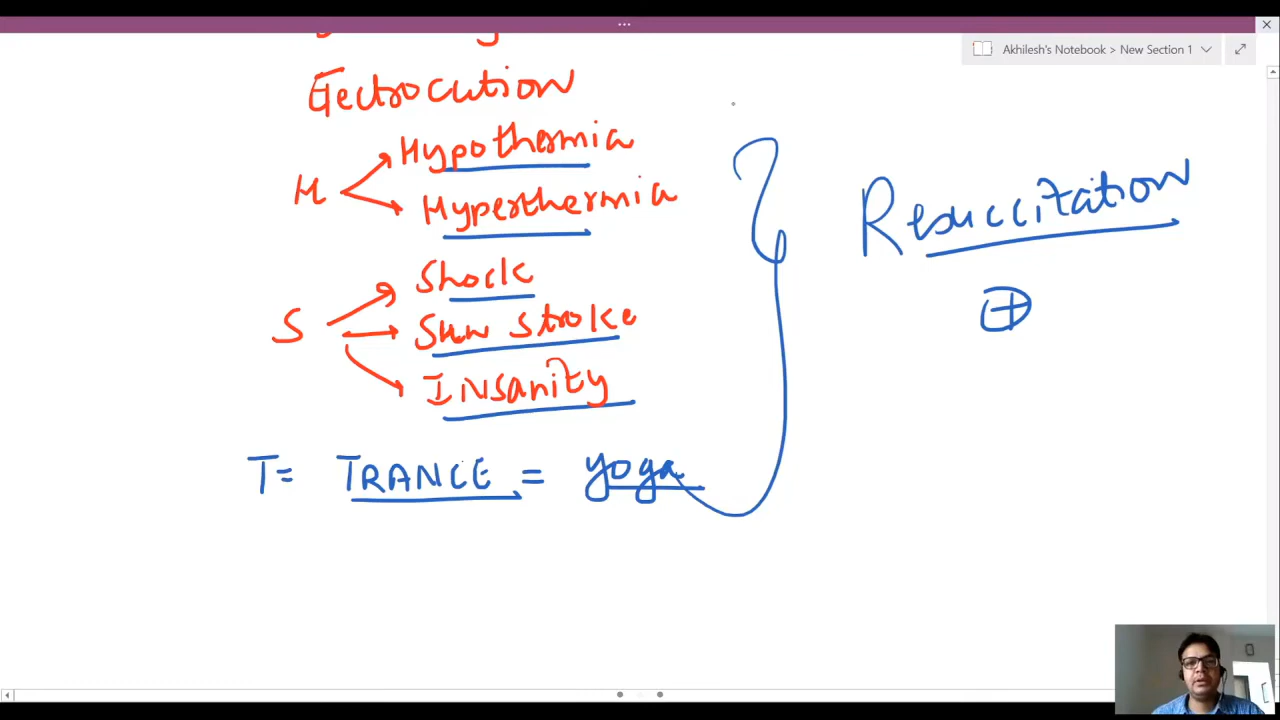 Akhilesh's Notebook > New Section 1
Electrocution
H Hypothermia
Hyperthermia
S Shock
Sun Stroke
INsanity
T= TRANCE = yoga
Resuccitation